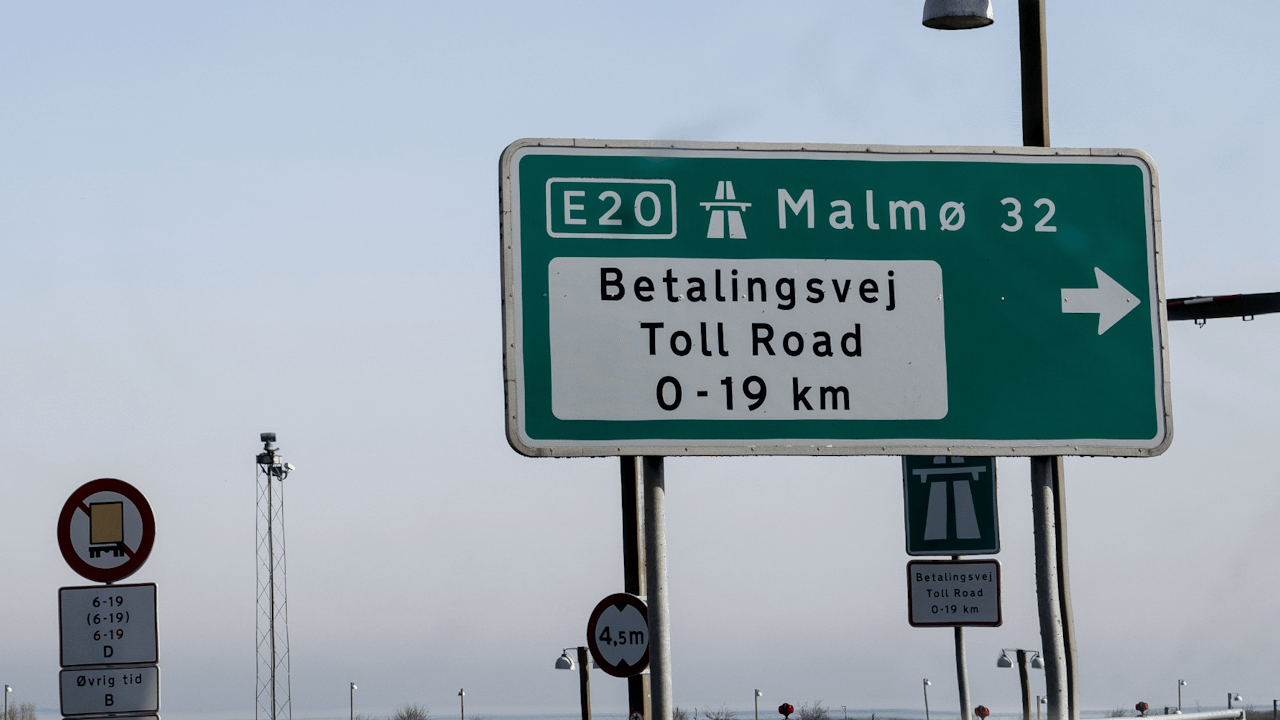 E20 Malmø 32
Betalingsvej
Toll Road
0-19 km
Betalingsvej
Toll Road
0-19 km
4,5m
6-19
(6-19)
6-19
D
Øvrig tid
B